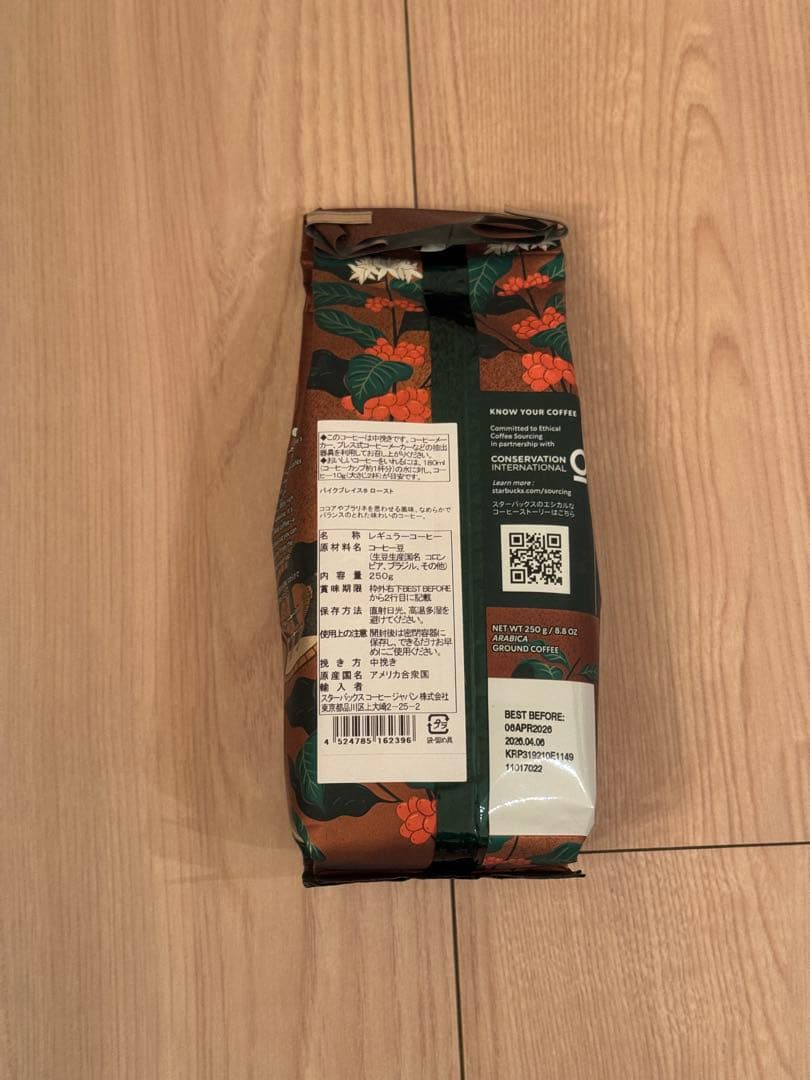 ◆このコーヒーは中挽きです。コーヒーメー
カー、プレス式コーヒーメーカーなどの抽出
器具を利用してお召し上がりください。
◆おいしいコーヒーをいれるには、180ml
(コーヒーカップ約1杯分)の水に対し、コー
ヒー10g(大さじ2杯)が目安です。
パイクプレイス® ロースト
ココアやプラリネを思わせる風味、なめらかで
バランスのとれた味わいのコーヒー。
名称 レギュラーコーヒー
原材料名 コーヒー豆
(生豆生産国名 コロン
ビア、ブラジル、その他)
内容量 250g
賞味期限 枠外右下BEST BEFORE
から2行目に記載
保存方法 直射日光、高温多湿を
避けてください。
使用上の注意 開封後は密閉容器に
保存し、できるだけお早
めにご使用ください。
挽き方 中挽き
原産国名 アメリカ合衆国
輸入者
スターバックス コーヒー ジャパン 株式会社
東京都品川区上大崎2-25-2
4 524785 162396
プラ
袋・留め具
KNOW YOUR COFFEE
Committed to Ethical
Coffee Sourcing
in partnership with
CONSERVATION
INTERNATIONAL
Learn more:
starbucks.com/sourcing
スターバックスのエシカルな
コーヒーストーリーはこちら
NET WT 250 g / 8.8 OZ
ARABICA
GROUND COFFEE
BEST BEFORE:
06APR2026
2026.04.06
KRP319210E1149
11017022